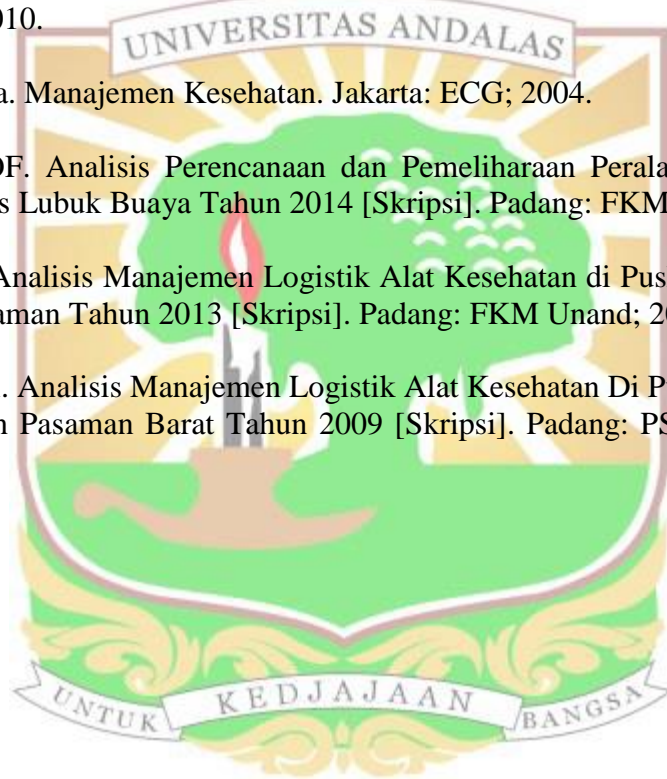 010.
UNIVERSITAS ANDALAS
a. Manajemen Kesehatan. Jakarta: ECG; 2004.
DF. Analisis Perencanaan dan Pemeliharaan Perala
s Lubuk Buaya Tahun 2014 [Skripsi]. Padang: FKM
Analisis Manajemen Logistik Alat Kesehatan di Pus
aman Tahun 2013 [Skripsi]. Padang: FKM Unand; 20
. Analisis Manajemen Logistik Alat Kesehatan Di P
n Pasaman Barat Tahun 2009 [Skripsi]. Padang: PS
UNTUK KEDJAJAAN BANGSA